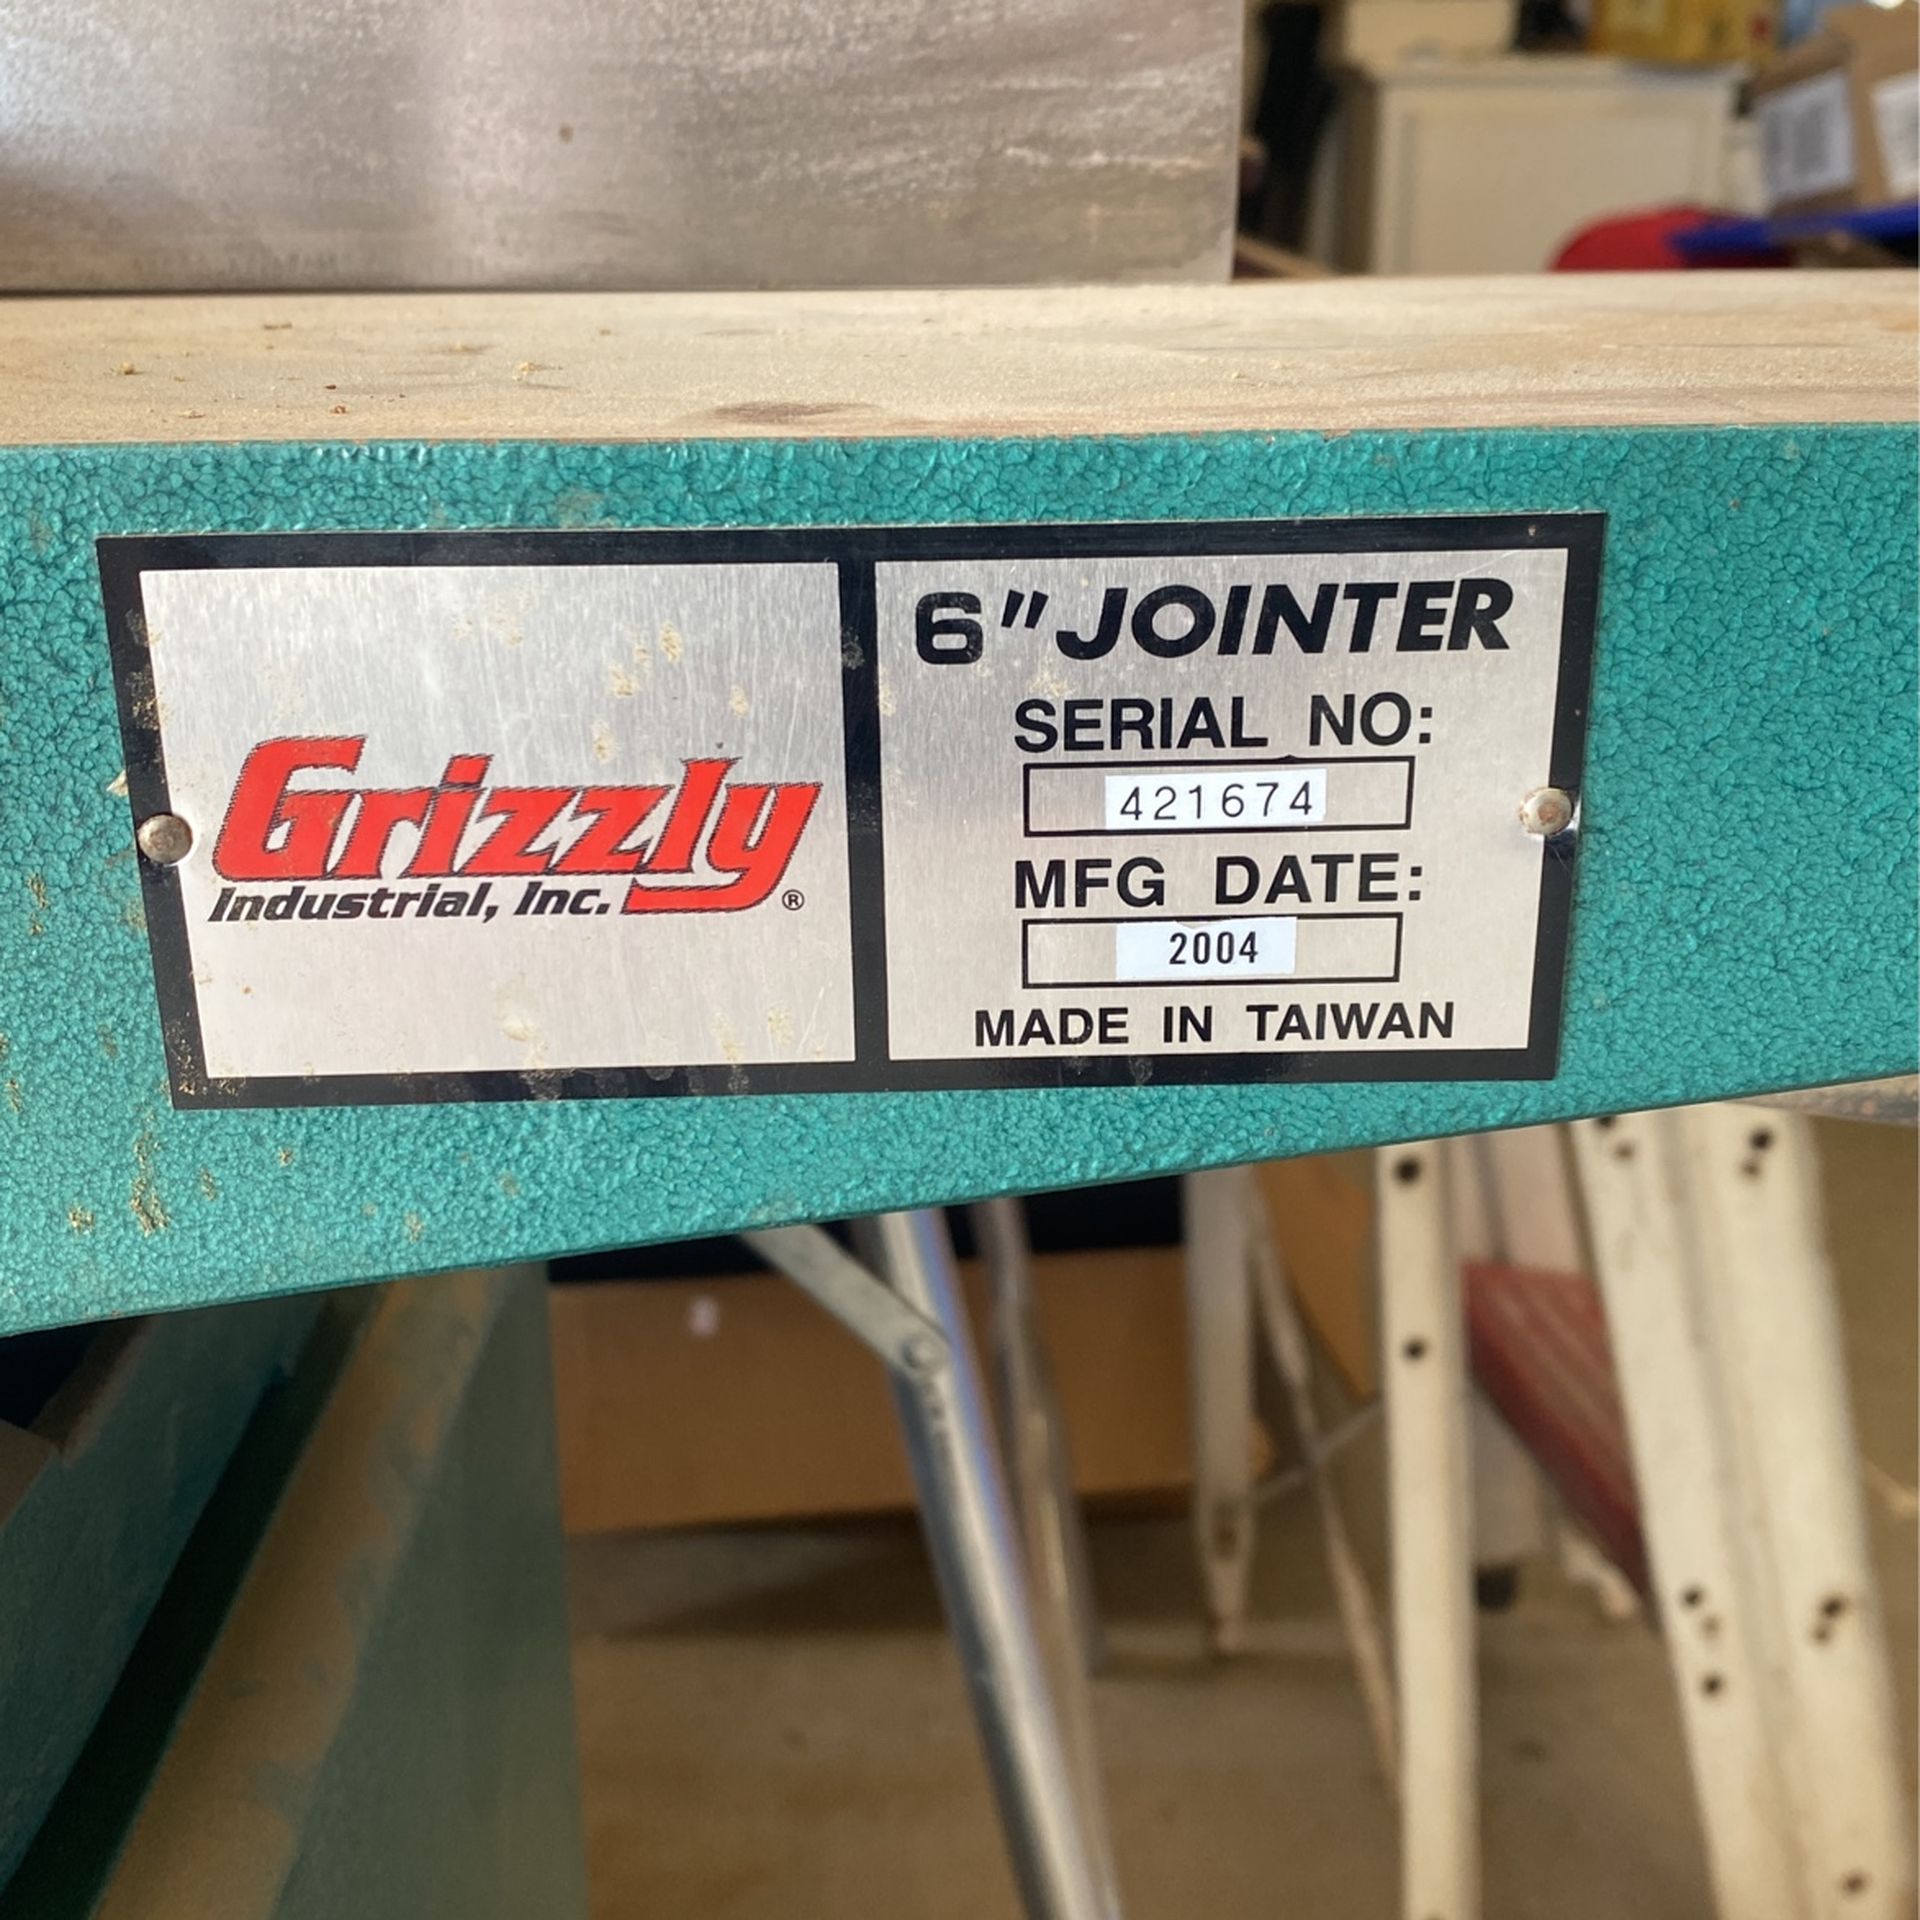 Grizzly
Industrial, Inc. ®
6" JOINTER
SERIAL NO:
421674
MFG DATE:
2004
MADE IN TAIWAN